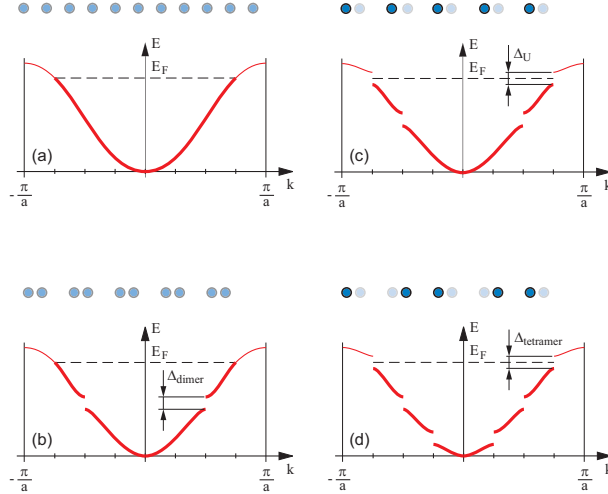 E
E_F
(a)
k
-π/a
π/a
E
Δ_U
E_F
(c)
k
-π/a
π/a
E
E_F
Δ_dimer
(b)
k
-π/a
π/a
E
E_F
Δ_tetramer
(d)
k
-π/a
π/a